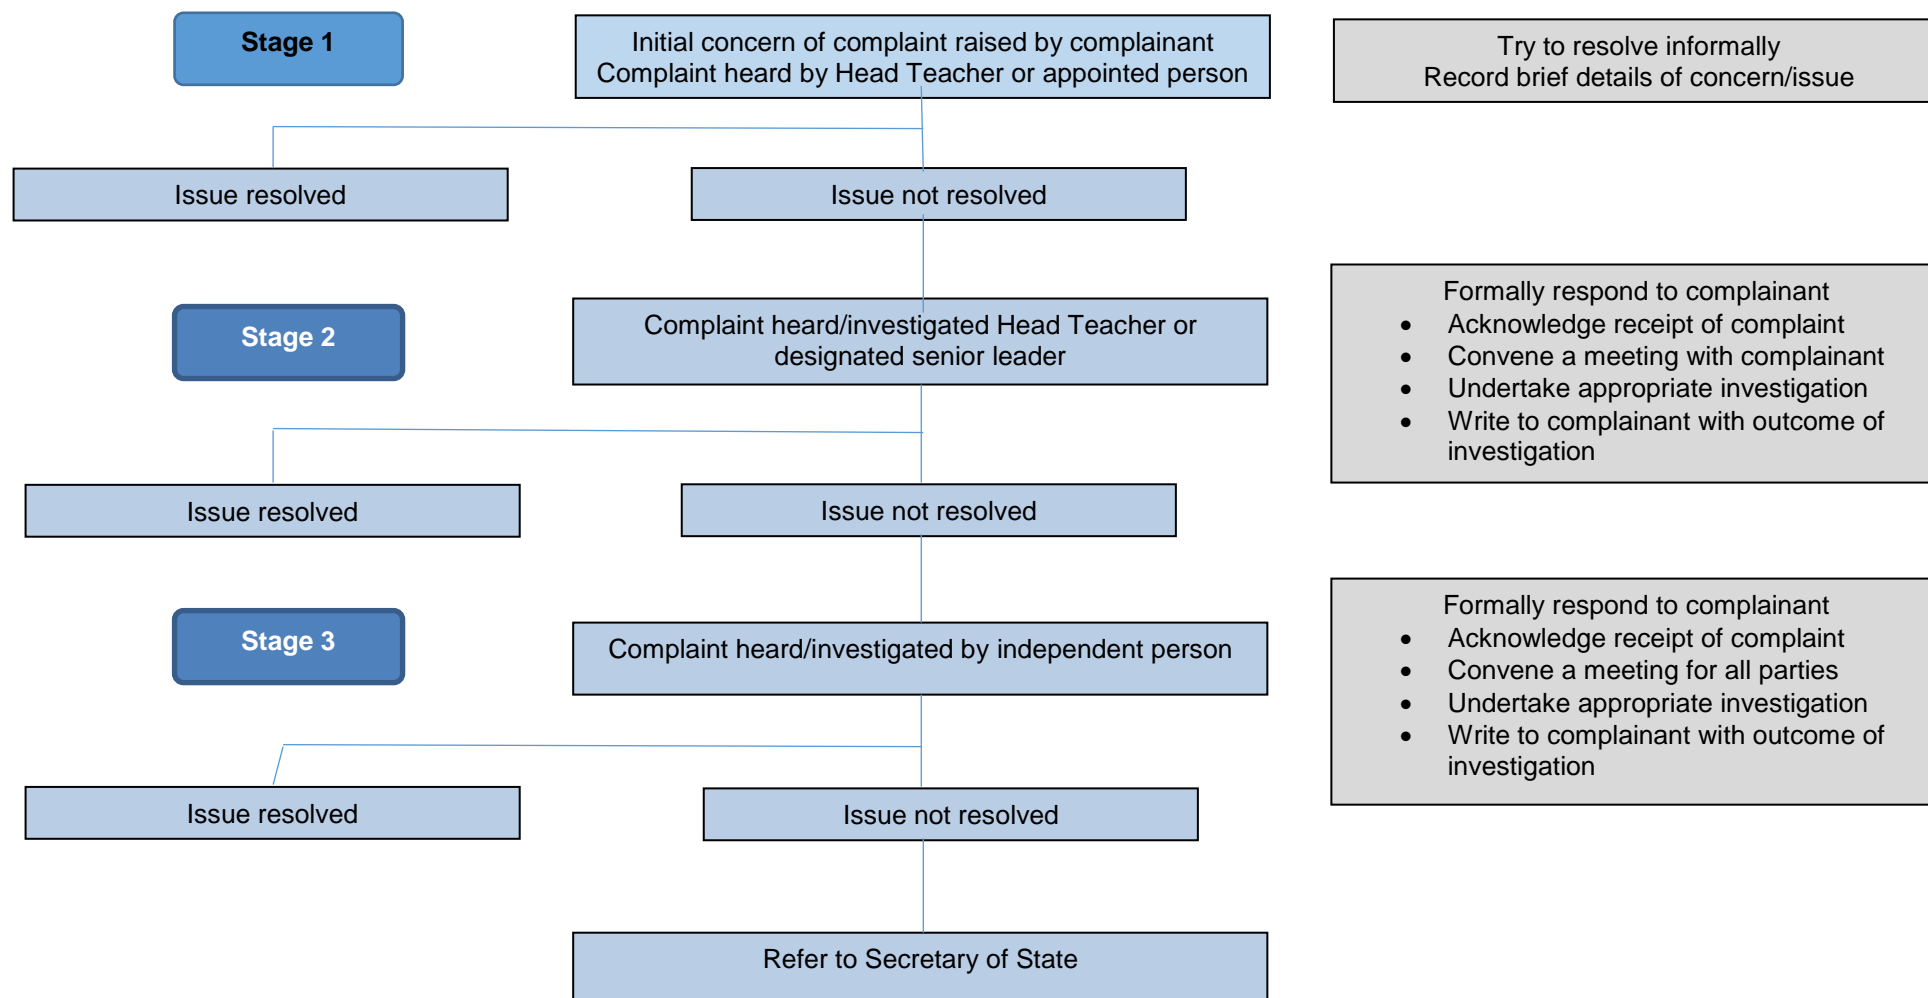 Stage 1
Initial concern of complaint raised by complainant
Complaint heard by Head Teacher or appointed person
Try to resolve informally
Record brief details of concern/issue
Issue resolved
Issue not resolved
Stage 2
Complaint heard/investigated Head Teacher or
designated senior leader
Formally respond to complainant
• Acknowledge receipt of complaint
• Convene a meeting with complainant
• Undertake appropriate investigation
• Write to complainant with outcome of
investigation
Issue resolved
Issue not resolved
Stage 3
Complaint heard/investigated by independent person
Formally respond to complainant
• Acknowledge receipt of complaint
• Convene a meeting for all parties
• Undertake appropriate investigation
• Write to complainant with outcome of
investigation
Issue resolved
Issue not resolved
Refer to Secretary of State